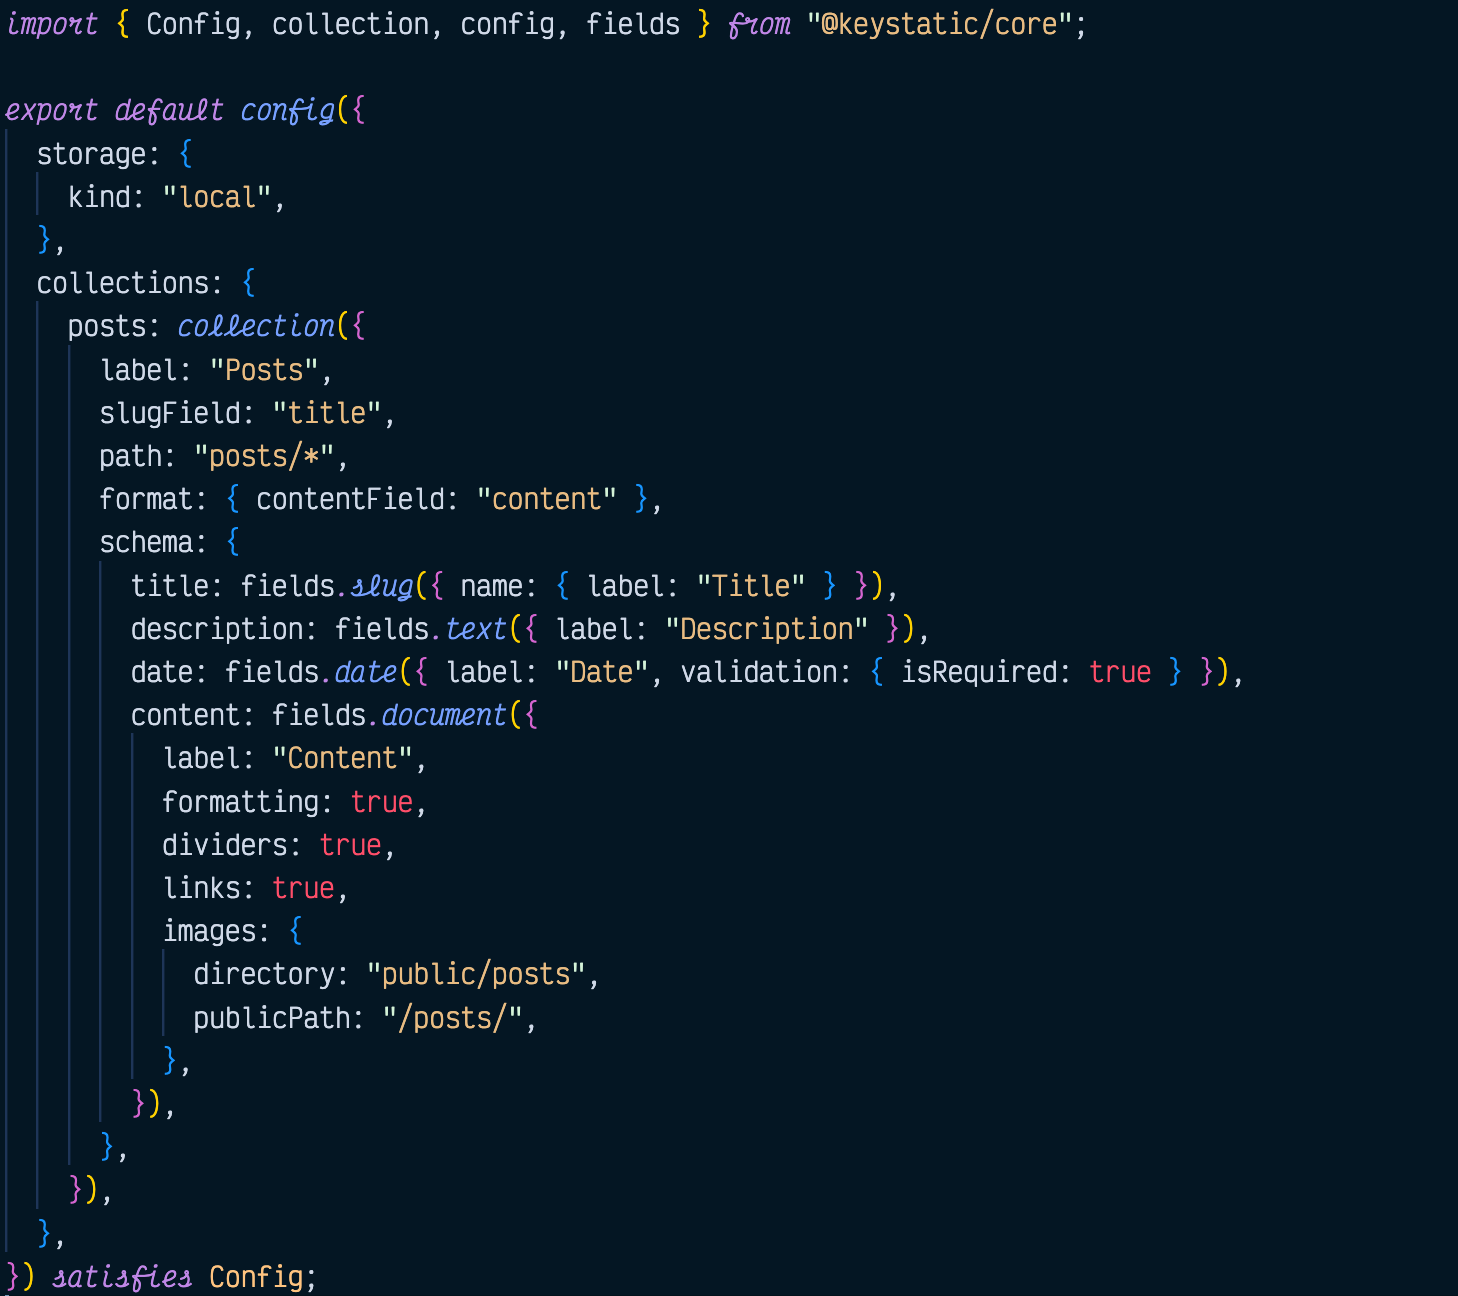 import { Config, collection, config, fields } from "@keystatic/core";

export default config({
  storage: {
    kind: "local",
  },
  collections: {
    posts: collection({
      label: "Posts",
      slugField: "title",
      path: "posts/*",
      format: { contentField: "content" },
      schema: {
        title: fields.slug({ name: { label: "Title" } }),
        description: fields.text({ label: "Description" }),
        date: fields.date({ label: "Date", validation: { isRequired: true } }),
        content: fields.document({
          label: "Content",
          formatting: true,
          dividers: true,
          links: true,
          images: {
            directory: "public/posts",
            publicPath: "/posts/",
          },
        }),
      },
    }),
  },
}) satisfies Config;